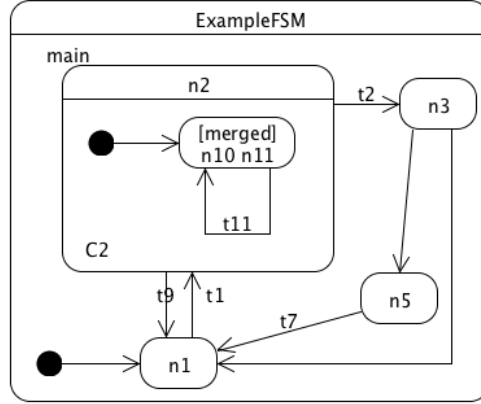 ExampleFSM
main
n2
t2
n3
[merged]
n10 n11
t11
C2
t9
t1
n5
t7
n1